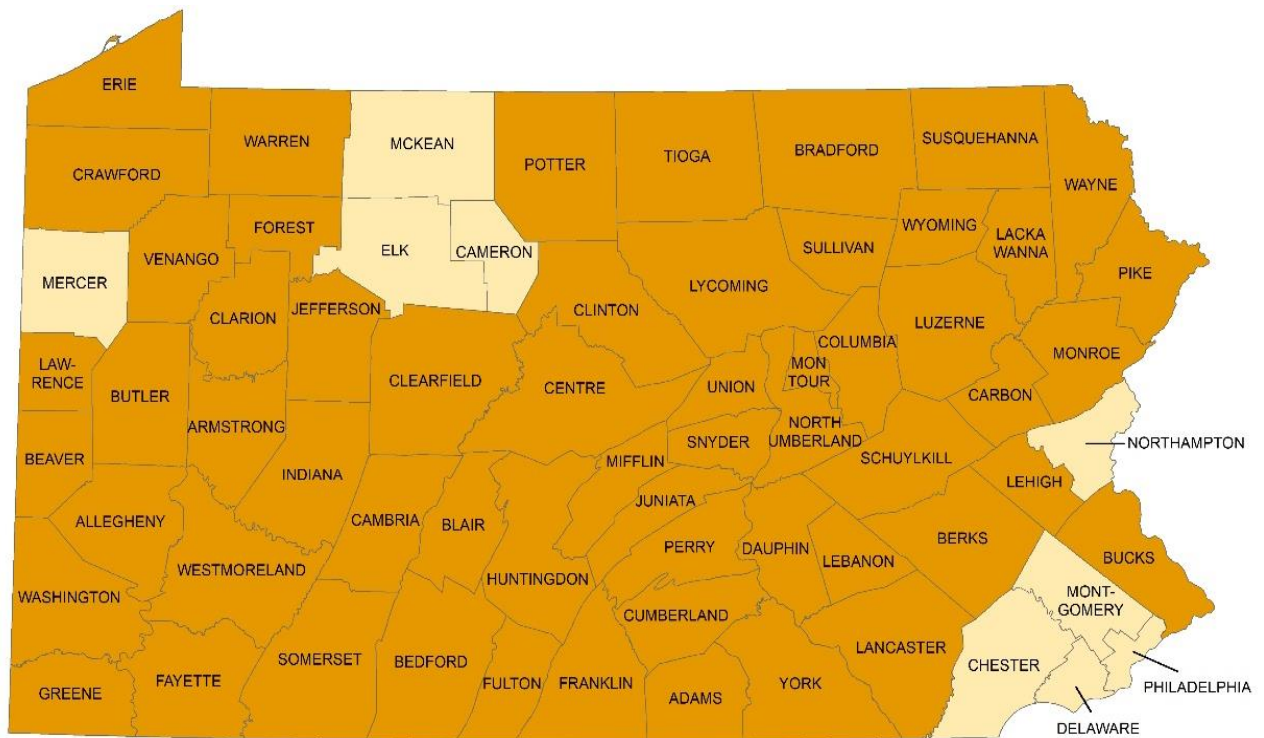 ERIE
WARREN
MCKEAN
POTTER
TIOGA
BRADFORD
SUSQUEHANNA
WAYNE
CRAWFORD
FOREST
VENANGO
ELK
CAMERON
SULLIVAN
WYOMING
LACKA
WANNA
PIKE
MERCER
CLARION
JEFFERSON
CLINTON
LYCOMING
COLUMBIA
LUZERNE
MONROE
LAW-
RENCE
BUTLER
CLEARFIELD
CENTRE
UNION
MON
TOUR
CARBON
ARMSTRONG
SNYDER
NORTH
UMBERLAND
NORTHAMPTON
BEAVER
INDIANA
MIFFLIN
SCHUYLKILL
LEHIGH
ALLEGHENY
CAMBRIA
BLAIR
JUNIATA
PERRY
DAUPHIN
LEBANON
BERKS
BUCKS
WASHINGTON
WESTMORELAND
HUNTINGDON
CUMBERLAND
MONT-
GOMERY
LANCASTER
CHESTER
PHILADELPHIA
GREENE
FAYETTE
SOMERSET
BEDFORD
FULTON
FRANKLIN
ADAMS
YORK
DELAWARE